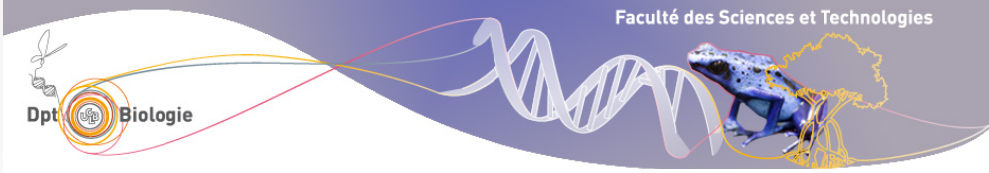 Faculté des Sciences et Technologies
Dpt Biologie